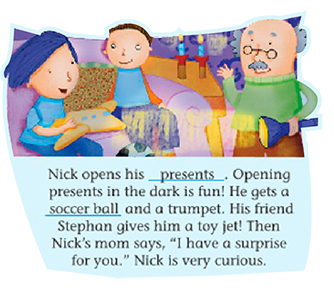 Nick opens his presents. Opening
presents in the dark is fun! He gets a
soccer ball and a trumpet. His friend
Stephan gives him a toy jet! Then
Nick's mom says, “I have a surprise
for you.” Nick is very curious.